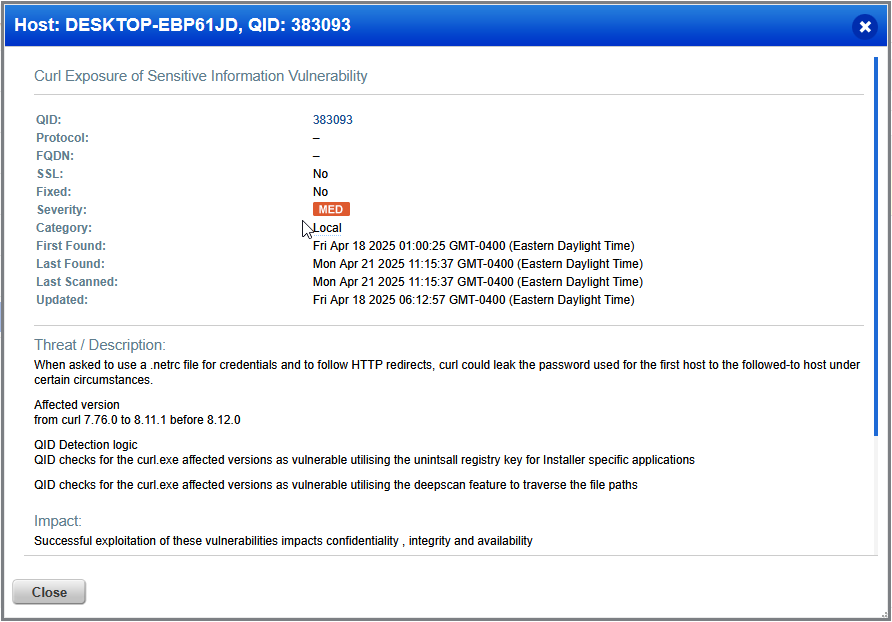 Host: DESKTOP-EBP61JD, QID: 383093
Curl Exposure of Sensitive Information Vulnerability
QID: 383093
Protocol: –
FQDN: –
SSL: No
Fixed: No
Severity: MED
Category: Local
First Found: Fri Apr 18 2025 01:00:25 GMT-0400 (Eastern Daylight Time)
Last Found: Mon Apr 21 2025 11:15:37 GMT-0400 (Eastern Daylight Time)
Last Scanned: Mon Apr 21 2025 11:15:37 GMT-0400 (Eastern Daylight Time)
Updated: Fri Apr 18 2025 06:12:57 GMT-0400 (Eastern Daylight Time)
Threat / Description:
When asked to use a .netrc file for credentials and to follow HTTP redirects, curl could leak the password used for the first host to the followed-to host under
certain circumstances.
Affected version
from curl 7.76.0 to 8.11.1 before 8.12.0
QID Detection logic
QID checks for the curl.exe affected versions as vulnerable utilising the unintsall registry key for Installer specific applications
QID checks for the curl.exe affected versions as vulnerable utilising the deepscan feature to traverse the file paths
Impact:
Successful exploitation of these vulnerabilities impacts confidentiality , integrity and availability
Close